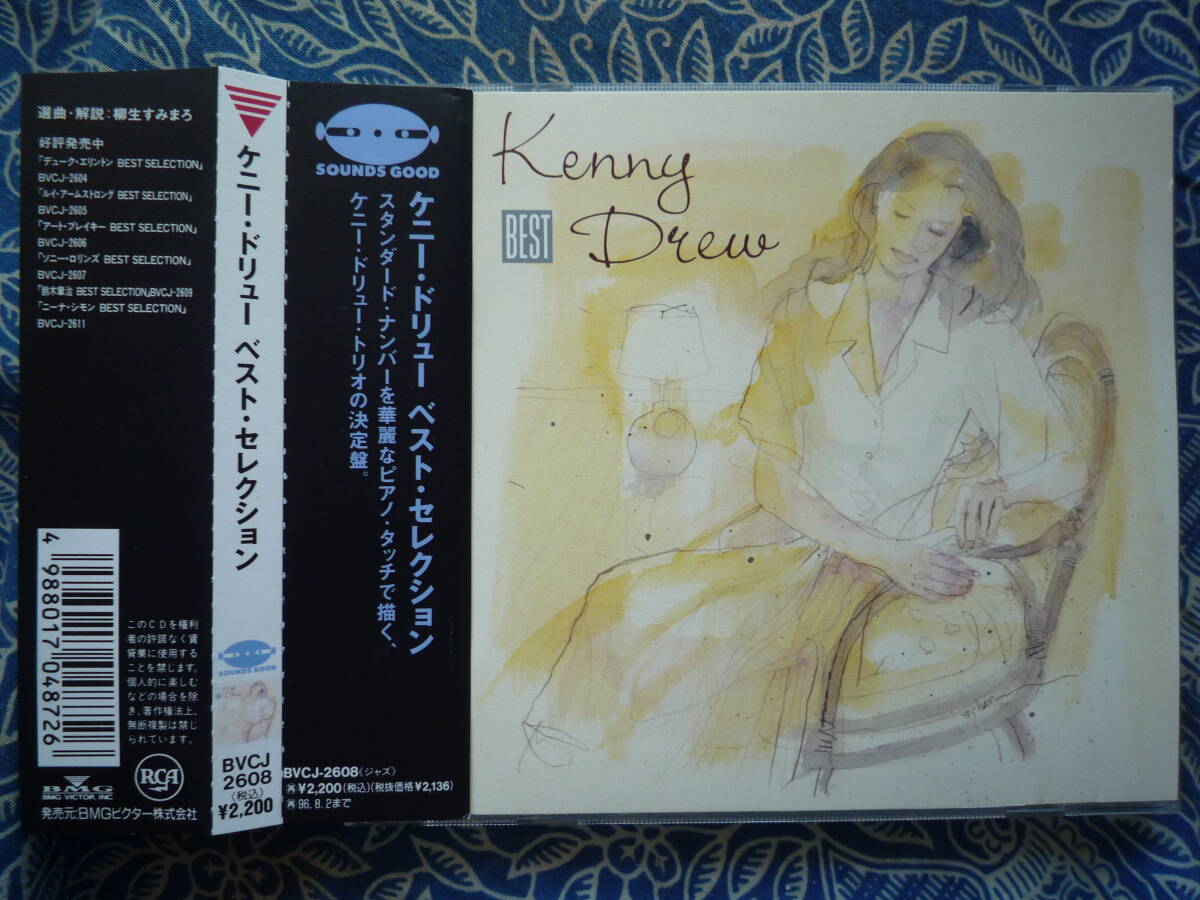 選曲・解説：柳生すみまろ
好評発売中
「デューク・エリントン BEST SELECTION」
BVCJ-2604
「ルイ・アームストロング BEST SELECTION」
BVCJ-2605
「アート・ブレイキー BEST SELECTION」
BVCJ-2606
「ソニー・ロリンズ BEST SELECTION」
BVCJ-2607
「鈴木章治 BEST SELECTION」BVCJ-2609
「ニーナ・シモン BEST SELECTION」
BVCJ-2611
4 988017 048726
このCDを権利
者の許諾なく賃
貸業に使用する
ことを禁じます。
個人的に楽しむ
などの場合を除
き、著作権法上、
無断複製は禁じ
られています。
BMG
BMG VICTOR, INC.
RCA
発売元:BMGビクター株式会社
ケニー・ドリュー ベスト・セレクション
SOUNDS GOOD
BVCJ
2608
(税込)
¥2,200
SOUNDS GOOD
ケニー・ドリュー ベスト・セレクション
スタンダード・ナンバーを華麗なピアノ・タッチで描く、
ケニー・ドリュー・トリオの決定盤。
BVCJ-2608《ジャズ》
再¥2,200(税込)(税抜価格¥2,136)
再96.8.2まで
Kenny
BEST Drew